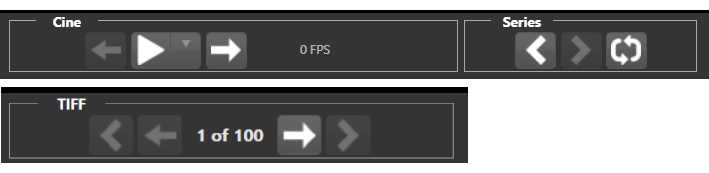 Cine
0 FPS
Series
TIFF
1 of 100